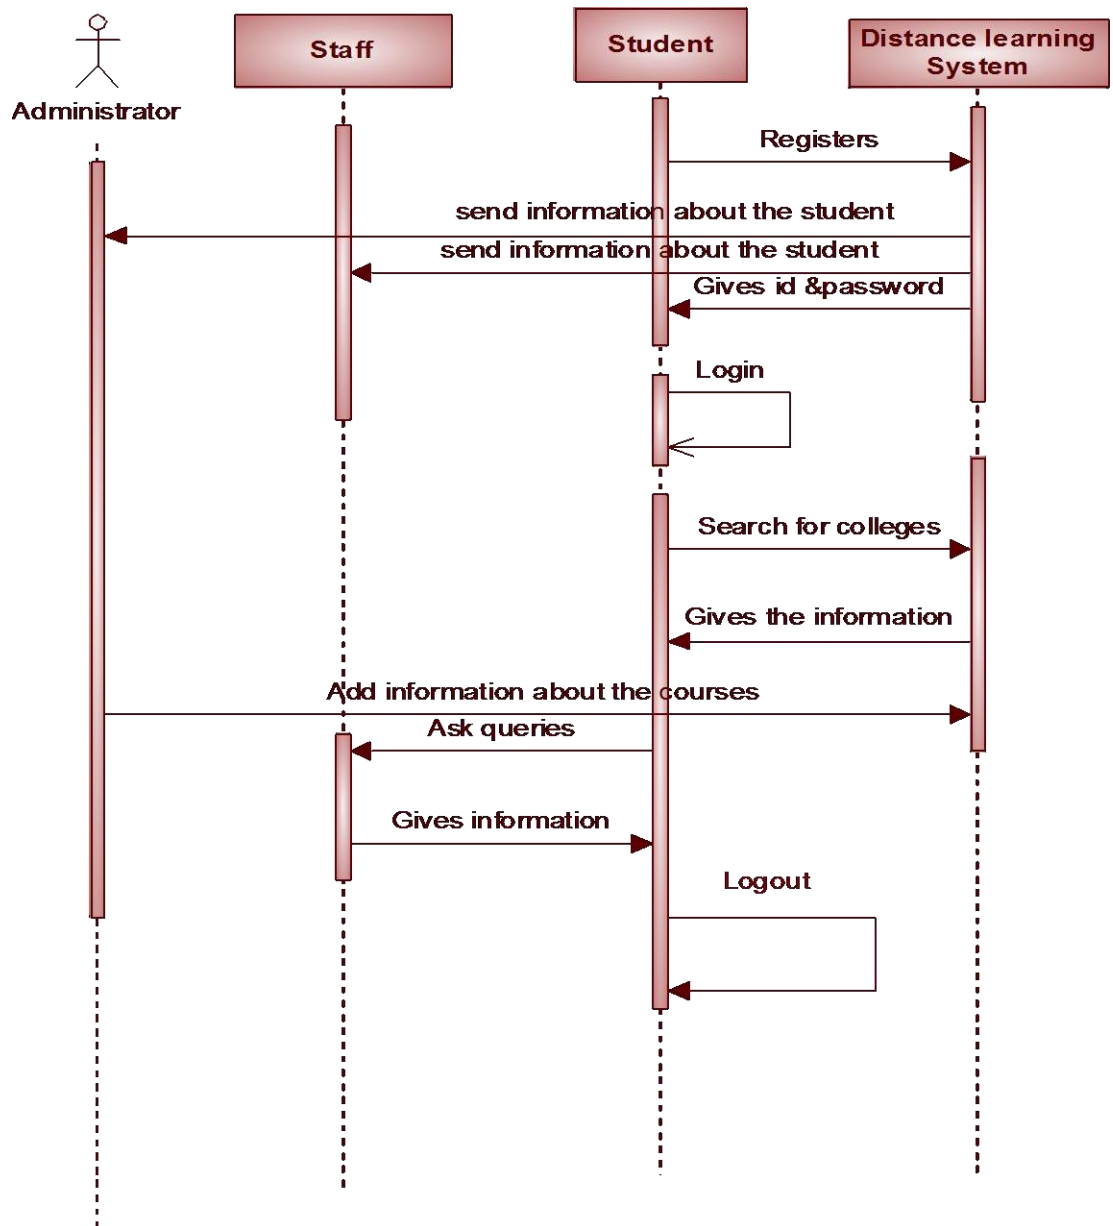 Administrator
Staff
Student
Distance learning
System
Registers
send information about the student
send information about the student
Gives id &password
Login
Search for colleges
Gives the information
Add information about the courses
Ask queries
Gives information
Logout